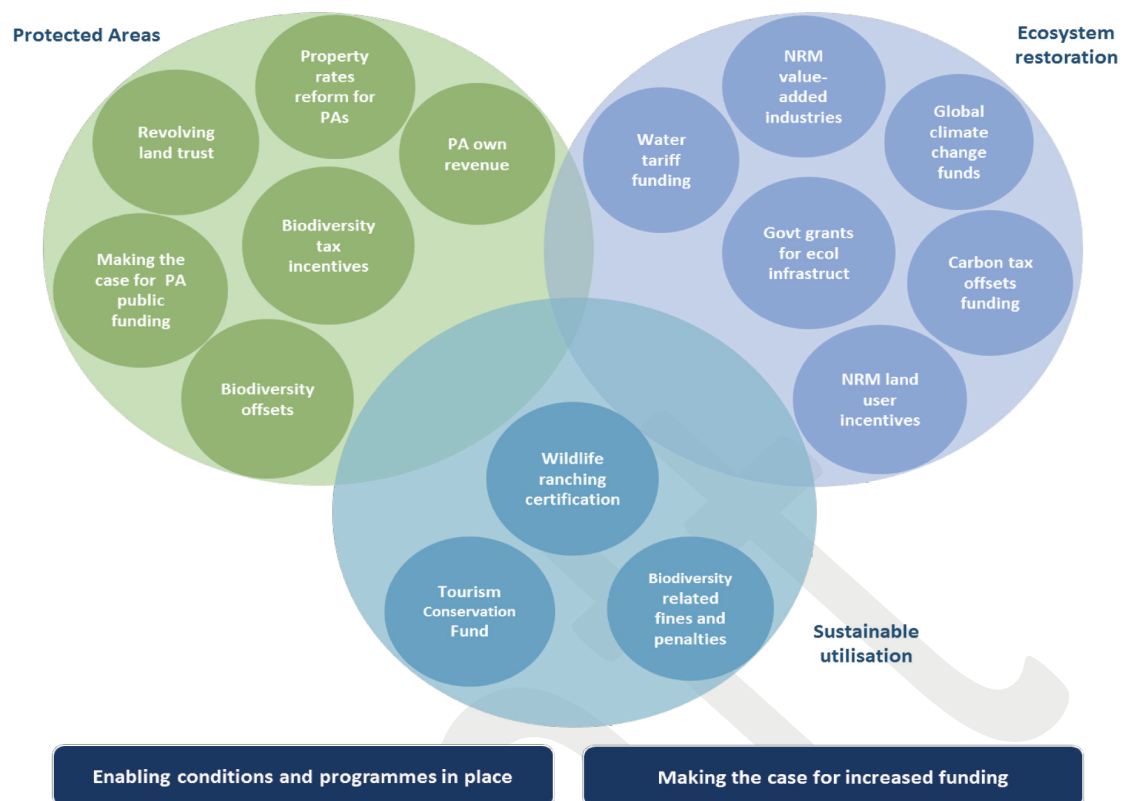 Protected Areas
Property
rates
reform for
PAs
Revolving
land trust
PA own
revenue
Biodiversity
tax
incentives
Making the
case for PA
public
funding
Biodiversity
offsets
Ecosystem
restoration
NRM
value-
added
industries
Global
climate
change
funds
Water
tariff
funding
Govt grants
for ecol
infrastruct
Carbon tax
offsets
funding
NRM land
user
incentives
Wildlife
ranching
certification
Tourism
Conservation
Fund
Biodiversity
related
fines and
penalties
Sustainable
utilisation
Enabling conditions and programmes in place
Making the case for increased funding